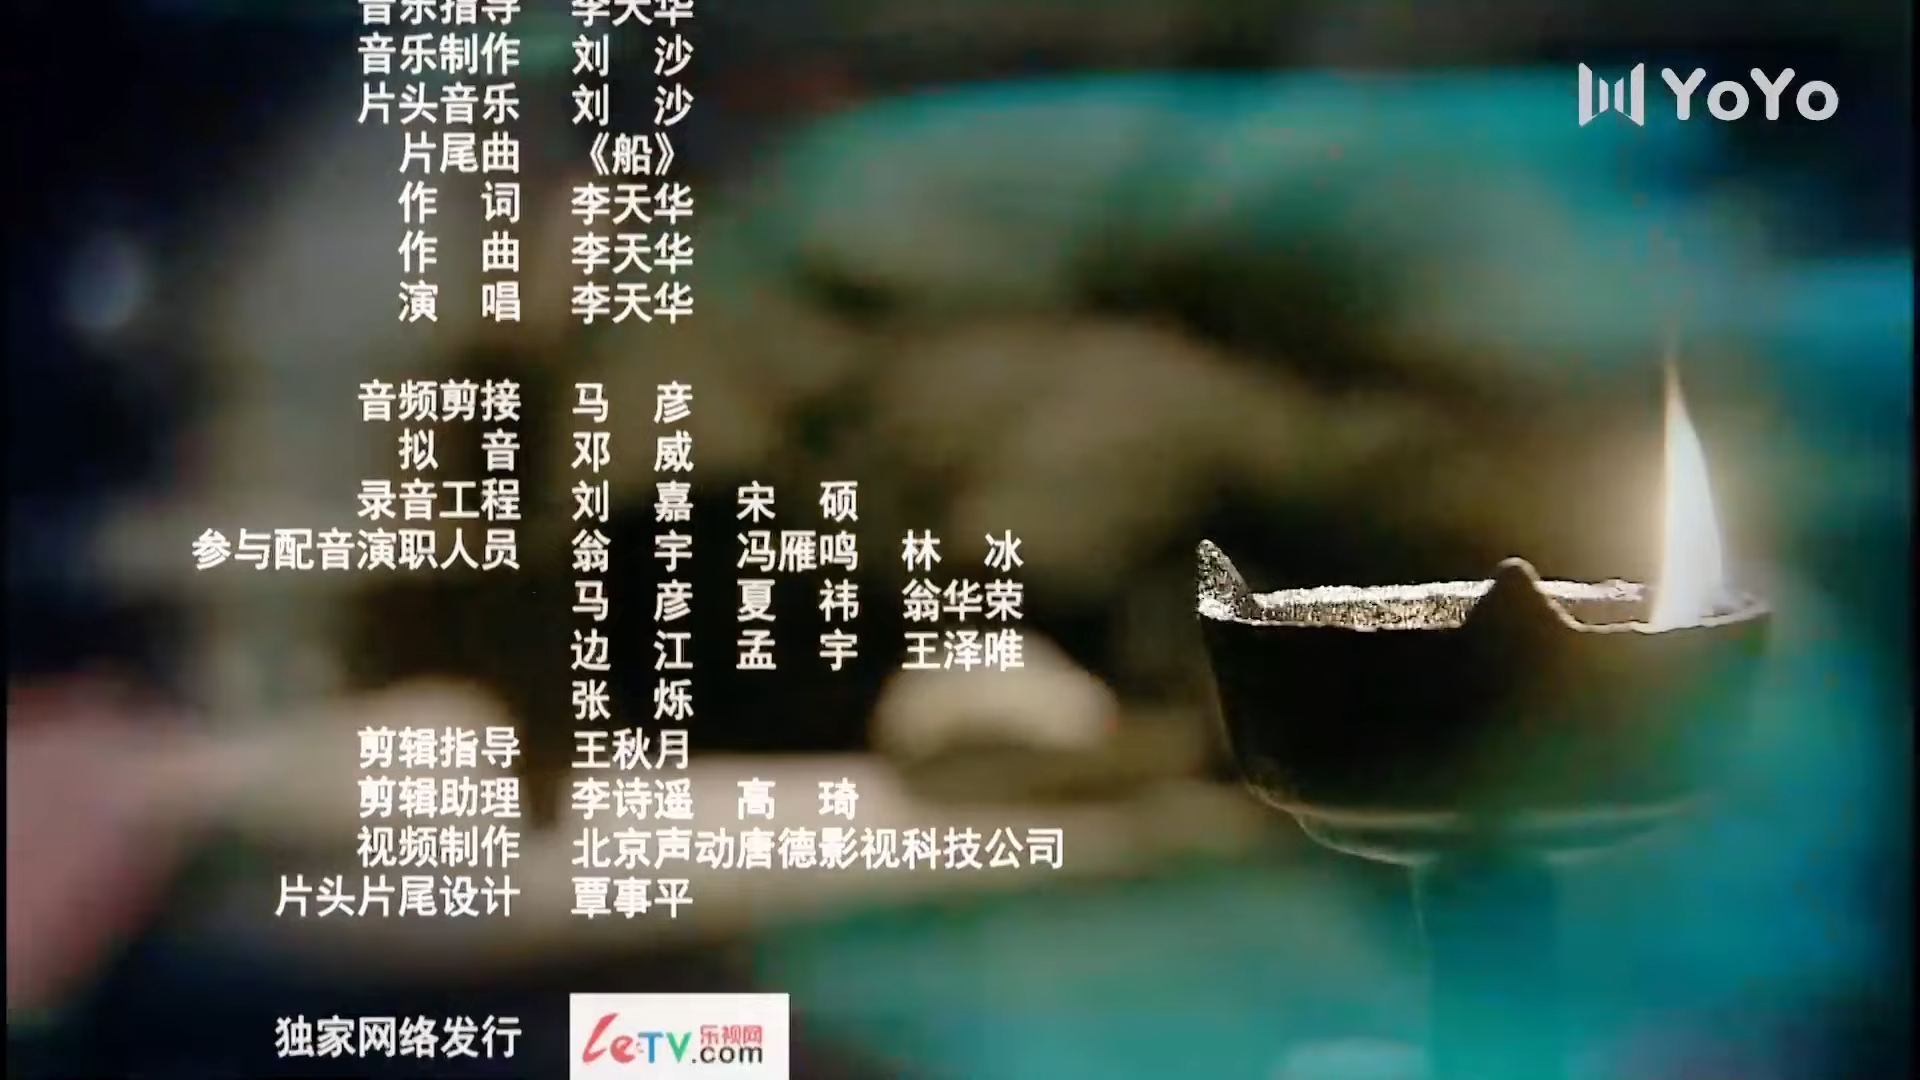 音乐指导 李天华
YoYo
音乐制作 刘 沙
片头音乐 刘 沙
片尾曲 《船》
作 词 李天华
作 曲 李天华
演 唱 李天华
音频剪接 马 彦
拟 音 邓 威
录音工程 刘 嘉 宋 硕
参与配音演职人员 翁 宇 冯雁鸣 林 冰
马 彦 夏 祎 翁华荣
边 江 孟 宇 王泽唯
张 烁
剪辑指导 王秋月
剪辑助理 李诗遥 高 琦
视频制作 北京声动唐德影视科技公司
片头片尾设计 覃事平
独家网络发行 LeTV.com 乐视网